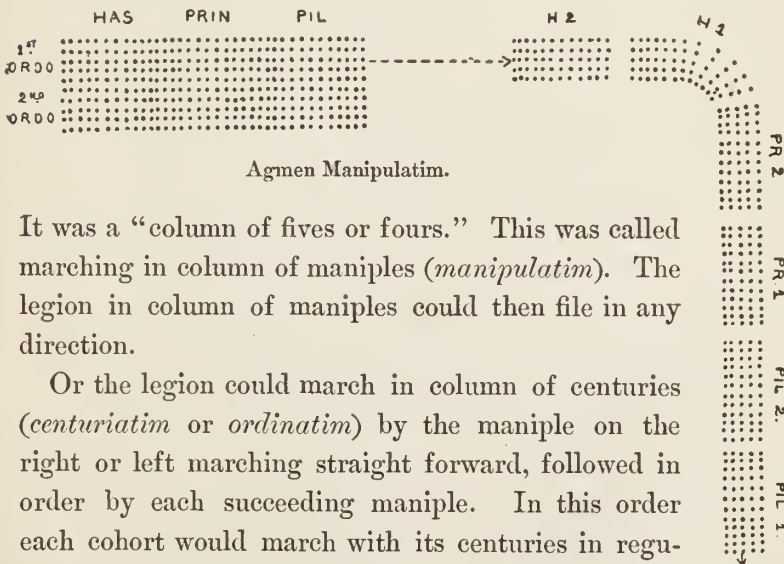 HAS PRIN PIL H 2 H 1
1ST
ORDO
2ND
ORDO
Agmen Manipulatim.
PR 2
PR 1
PIL 2.
PIL 1.
It was a “column of fives or fours.” This was called
marching in column of maniples (manipulatim). The
legion in column of maniples could then file in any
direction.
Or the legion could march in column of centuries
(centuriatim or ordinatim) by the maniple on the
right or left marching straight forward, followed in
order by each succeeding maniple. In this order
each cohort would march with its centuries in regu-